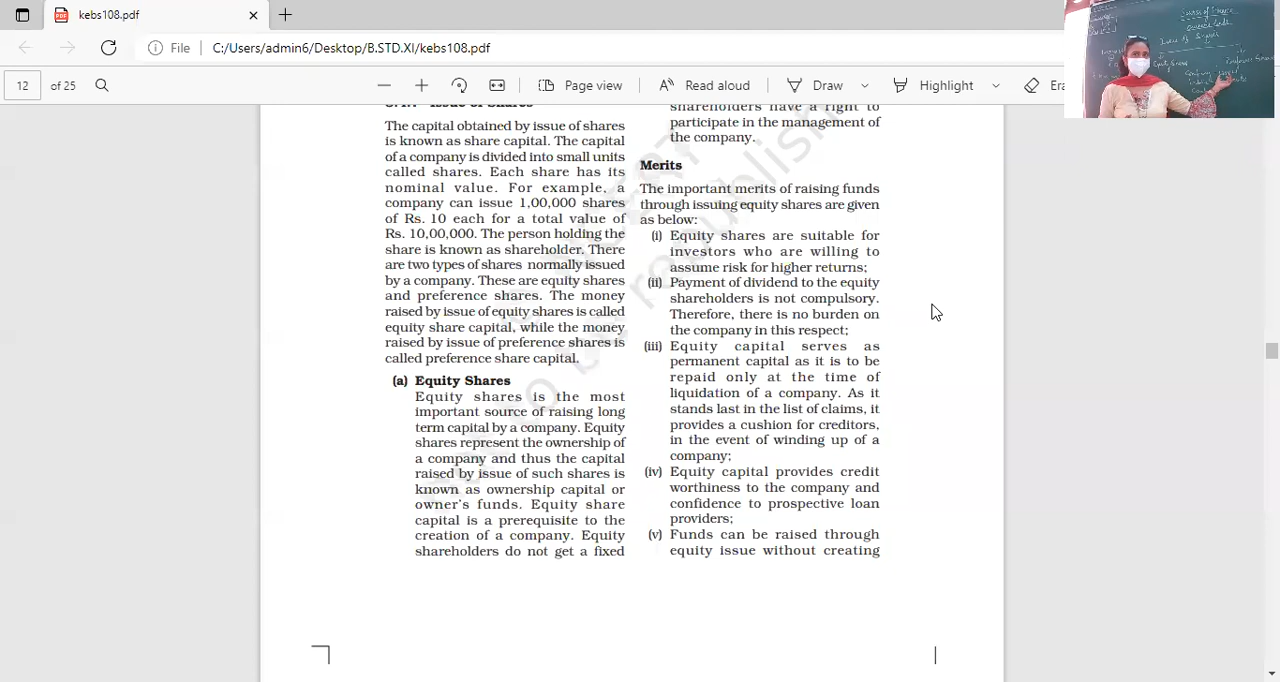 kebs108.pdf
File
C:/Users/admin6/Desktop/B.STD.XI/kebs108.pdf
12 of 25
Page view
Read aloud
Draw
Highlight
Era
Issue of Shares
The capital obtained by issue of shares
is known as share capital. The capital
of a company is divided into small units
called shares. Each share has its
nominal value. For example, a
company can issue 1,00,000 shares
of Rs. 10 each for a total value of
Rs. 10,00,000. The person holding the
share is known as shareholder. There
are two types of shares normally issued
by a company. These are equity shares
and preference shares. The money
raised by issue of equity shares is called
equity share capital, while the money
raised by issue of preference shares is
called preference share capital.
(a) Equity Shares
Equity shares is the most
important source of raising long
term capital by a company. Equity
shares represent the ownership of
a company and thus the capital
raised by issue of such shares is
known as ownership capital or
owner's funds. Equity share
capital is a prerequisite to the
creation of a company. Equity
shareholders do not get a fixed
shareholders have a right to
participate in the management of
the company.
Merits
The important merits of raising funds
through issuing equity shares are given
as below:
(i) Equity shares are suitable for
investors who are willing to
assume risk for higher returns;
(ii) Payment of dividend to the equity
shareholders is not compulsory.
Therefore, there is no burden on
the company in this respect;
(iii) Equity capital serves as
permanent capital as it is to be
repaid only at the time of
liquidation of a company. As it
stands last in the list of claims, it
provides a cushion for creditors,
in the event of winding up of a
company;
(iv) Equity capital provides credit
worthiness to the company and
confidence to prospective loan
providers;
(v) Funds can be raised through
equity issue without creating
Issue of Shares